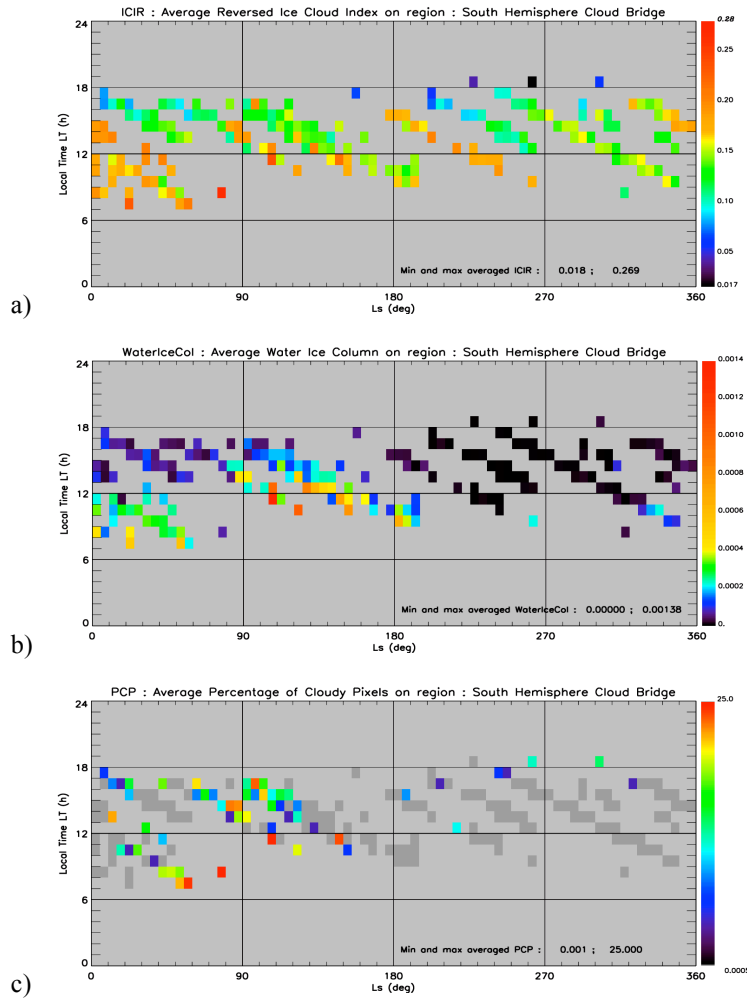 ICIR : Average Reversed Ice Cloud Index on region : South Hemisphere Cloud Bridge
24
18
12
6
0
Local Time LT (h)
Min and max averaged ICIR : 0.018 ; 0.269
0 90 180 270 360
Ls (deg)
0.28
0.20
0.15
0.10
0.05
0.017
a)
WaterIceCol : Average Water Ice Column on region : South Hemisphere Cloud Bridge
24
18
12
6
0
Local Time LT (h)
Min and max averaged WaterIceCol : 0.00000 ; 0.00138
0 90 180 270 360
Ls (deg)
0.0014
0.0012
0.0010
0.0008
0.0006
0.0004
0.0002
0.
b)
PCP : Average Percentage of Cloudy Pixels on region : South Hemisphere Cloud Bridge
24
18
12
6
0
Local Time LT (h)
Min and max averaged PCP : 0.001 ; 25.000
0 90 180 270 360
Ls (deg)
25.0
0.0005
c)